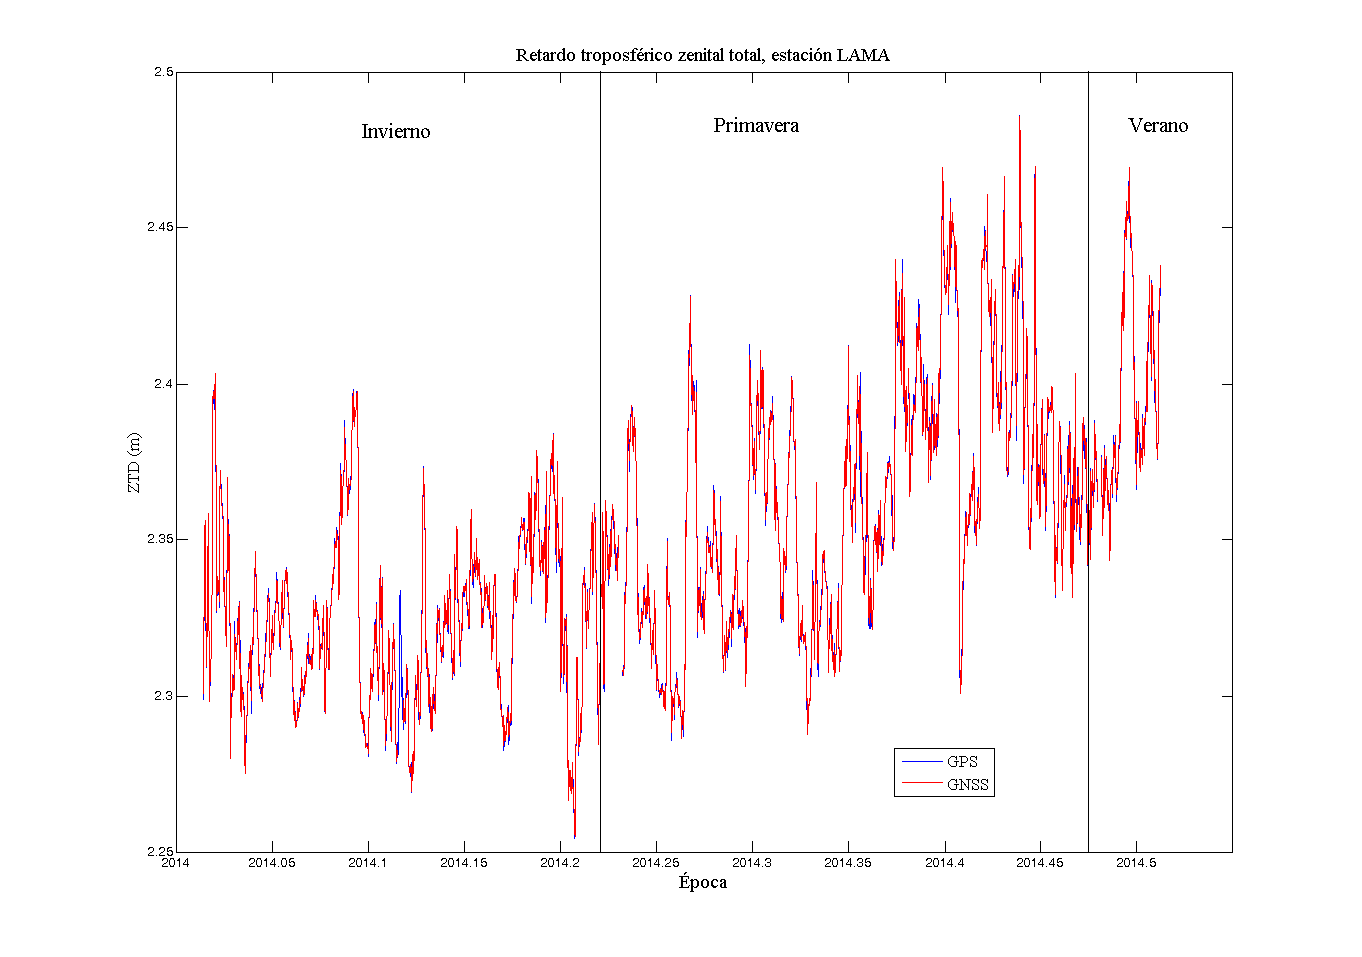 Retardo troposférico zenital total, estación LAMA
Invierno
Primavera
Verano
2.5
2.45
2.4
2.35
2.3
2.25
ZTD (m)
GPS
GNSS
2014 2014.05 2014.1 2014.15 2014.2 2014.25 2014.3 2014.35 2014.4 2014.45 2014.5
Época